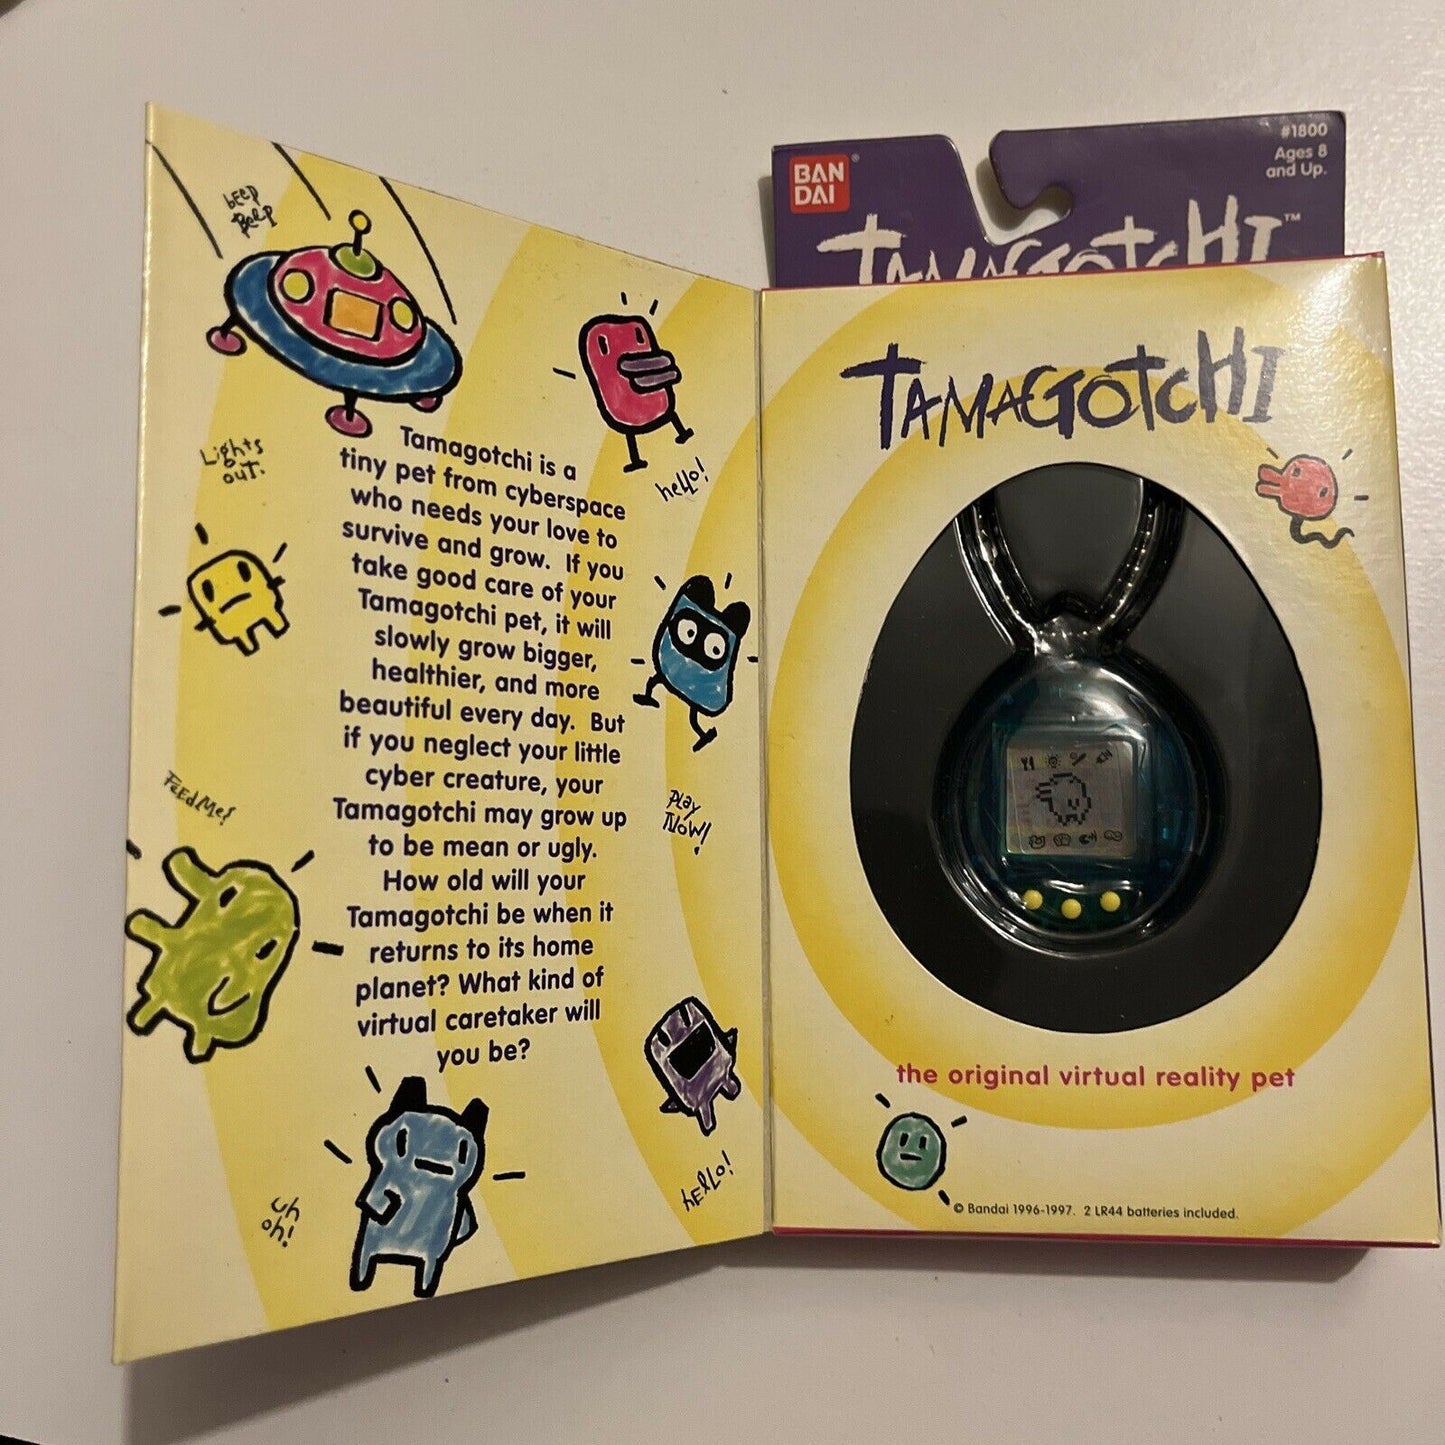 beep
Beep
Lights
out.
hello!
Feed Me!
Play
Now!
uh
oh!
hello!
Tamagotchi is a
tiny pet from cyberspace
who needs your love to
survive and grow. If you
take good care of your
Tamagotchi pet, it will
slowly grow bigger,
healthier, and more
beautiful every day. But
if you neglect your little
cyber creature, your
Tamagotchi may grow up
to be mean or ugly.
How old will your
Tamagotchi be when it
returns to its home
planet? What kind of
virtual caretaker will
you be?
BAN
DAI®
#1800
Ages 8
and Up.
TAMAGOTCHI™
TAMAGOTCHI
the original virtual reality pet
© Bandai 1996-1997. 2 LR44 batteries included.